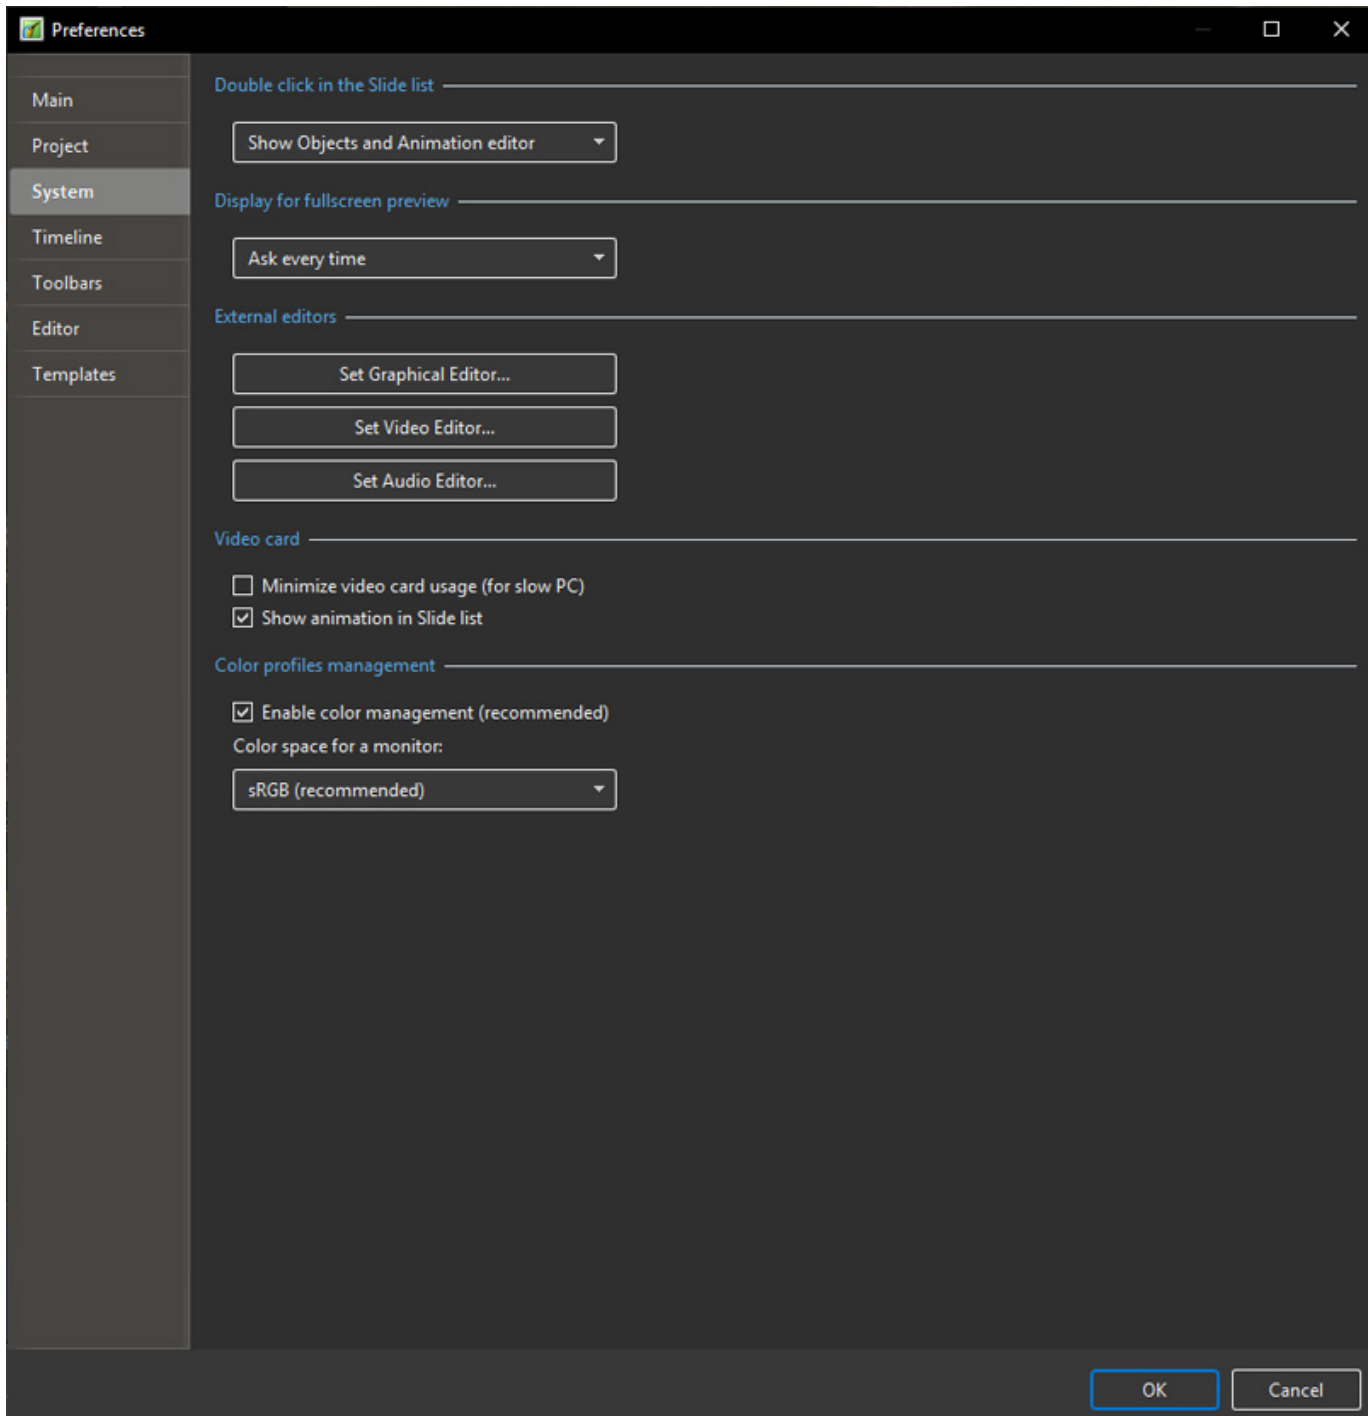 Preferences
Main
Project
System
Timeline
Toolbars
Editor
Templates
Double click in the Slide list
Show Objects and Animation editor
Display for fullscreen preview
Ask every time
External editors
Set Graphical Editor...
Set Video Editor...
Set Audio Editor...
Video card
Minimize video card usage (for slow PC)
Show animation in Slide list
Color profiles management
Enable color management (recommended)
Color space for a monitor:
sRGB (recommended)
OK Cancel